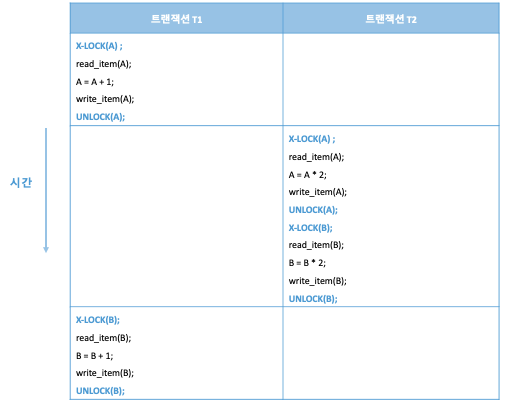 트랜잭션 T1
트랜잭션 T2
X-LOCK(A) ;
read_item(A);
A = A + 1;
write_item(A);
UNLOCK(A);
시간
X-LOCK(A) ;
read_item(A);
A = A * 2;
write_item(A);
UNLOCK(A);
X-LOCK(B);
read_item(B);
B = B * 2;
write_item(B);
UNLOCK(B);
X-LOCK(B);
read_item(B);
B = B + 1;
write_item(B);
UNLOCK(B);